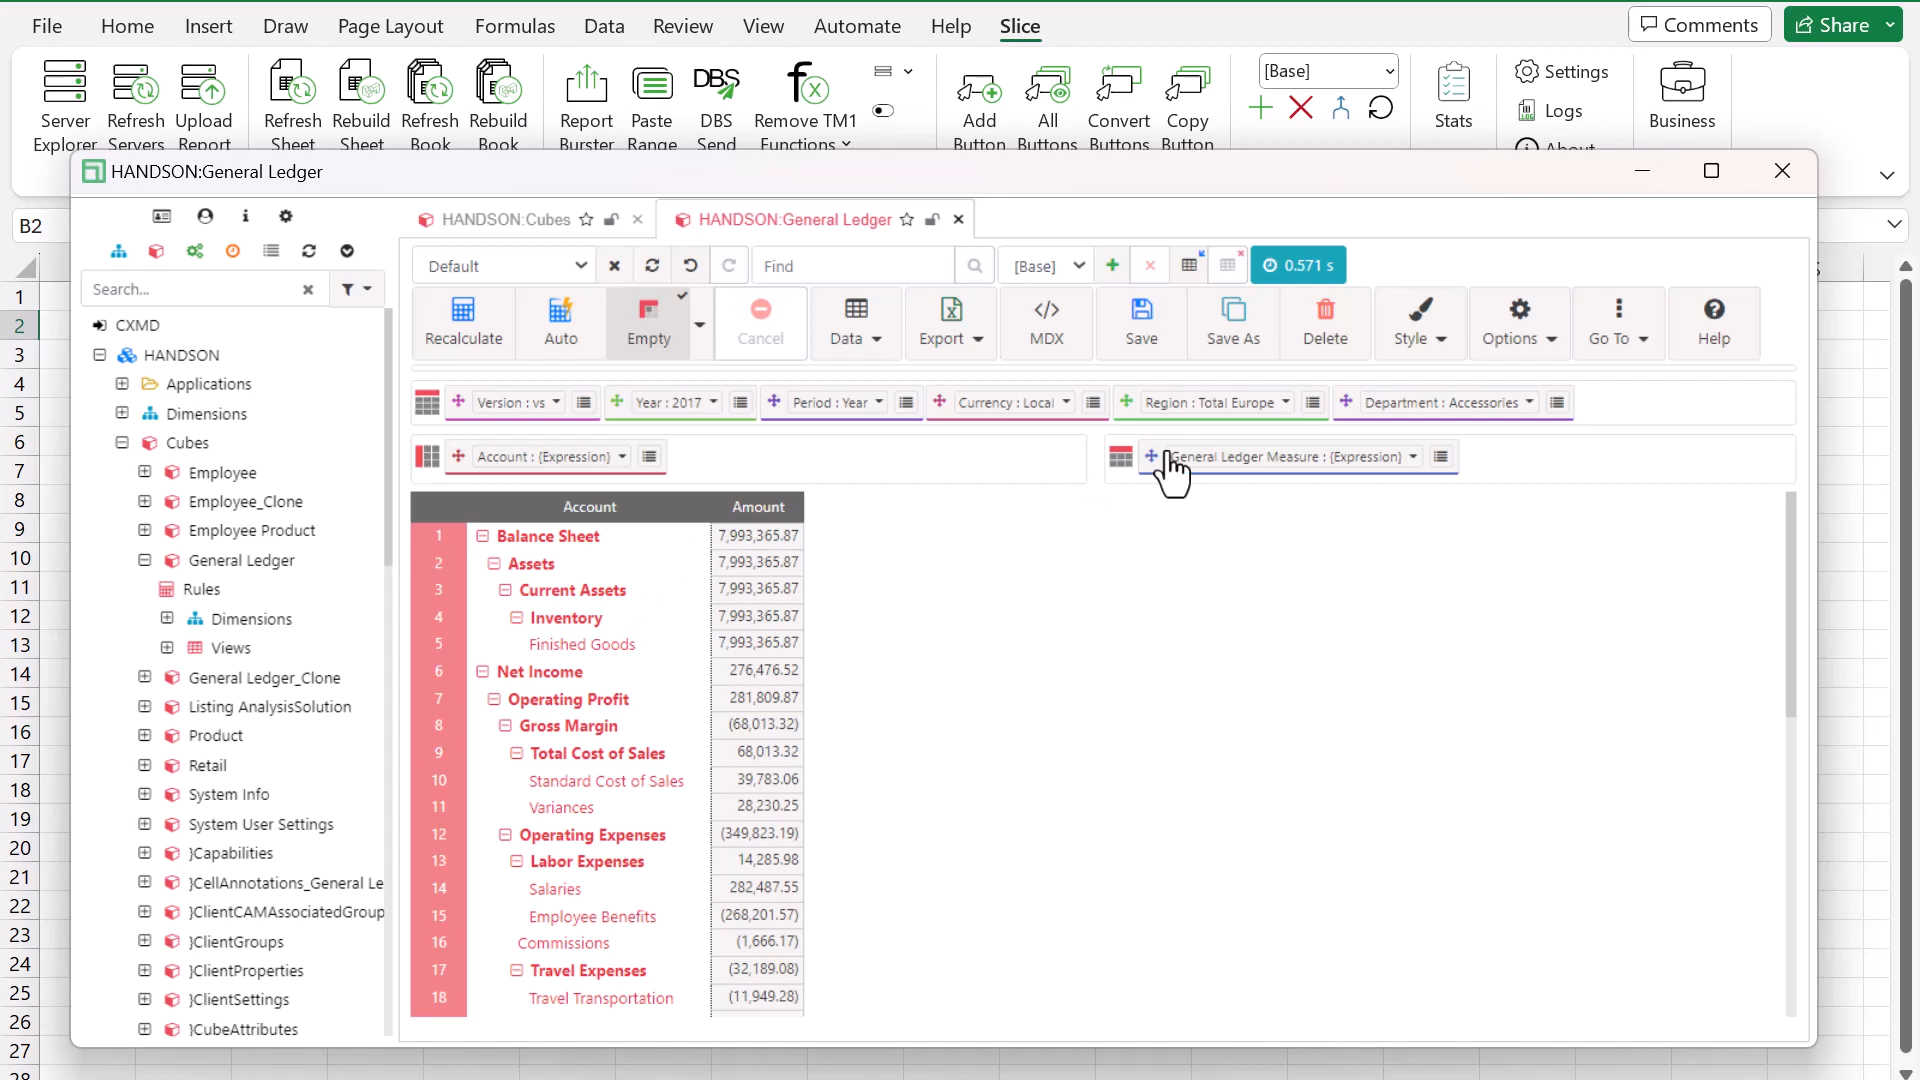 File Home Insert Draw Page Layout Formulas Data Review View Automate Help Slice Comments Share
Server Explorer Refresh Servers Upload Report Refresh Sheet Rebuild Sheet Refresh Book Rebuild Book Report Burster Paste Range DBS DBS Send Remove TM1 Functions Add Button All Buttons Convert Buttons Copy Button [Base] Stats Settings Logs About Business
HANDSON:General Ledger
B2
HANDSON:Cubes HANDSON:General Ledger
Default Find [Base] 0.571 s
Search...
Recalculate Auto Empty Cancel Data Export MDX Save Save As Delete Style Options Go To Help
Version : vs Year : 2017 Period : Year Currency : Local Region : Total Europe Department : Accessories
Account : {Expression} General Ledger Measure : {Expression}
CXMD
HANDSON
Applications
Dimensions
Cubes
Employee
Employee_Clone
Employee Product
General Ledger
Rules
Dimensions
Views
General Ledger_Clone
Listing AnalysisSolution
Product
Retail
System Info
System User Settings
}Capabilities
}CellAnnotations_General Le
}ClientCAMAssociatedGroup
}ClientGroups
}ClientProperties
}ClientSettings
}CubeAttributes
Account Amount
1 Balance Sheet 7,993,365.87
2 Assets 7,993,365.87
3 Current Assets 7,993,365.87
4 Inventory 7,993,365.87
5 Finished Goods 7,993,365.87
6 Net Income 276,476.52
7 Operating Profit 281,809.87
8 Gross Margin (68,013.32)
9 Total Cost of Sales 68,013.32
10 Standard Cost of Sales 39,783.06
11 Variances 28,230.25
12 Operating Expenses (349,823.19)
13 Labor Expenses 14,285.98
14 Salaries 282,487.55
15 Employee Benefits (268,201.57)
16 Commissions (1,666.17)
17 Travel Expenses (32,189.08)
18 Travel Transportation (11,949.28)
1
2
3
4
5
6
7
8
9
10
11
12
13
14
15
16
17
18
19
20
21
22
23
24
25
26
27
28